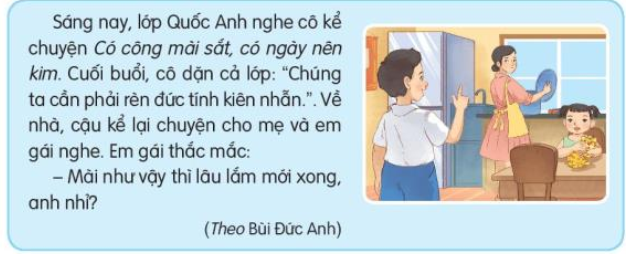 Sáng nay, lớp Quốc Anh nghe cô kể
chuyện Có công mài sắt, có ngày nên
kim. Cuối buổi, cô dặn cả lớp: “Chúng
ta cần phải rèn đức tính kiên nhẫn.”. Về
nhà, cậu kể lại chuyện cho mẹ và em
gái nghe. Em gái thắc mắc:
– Mài như vậy thì lâu lắm mới xong,
anh nhỉ?
(Theo Bùi Đức Anh)